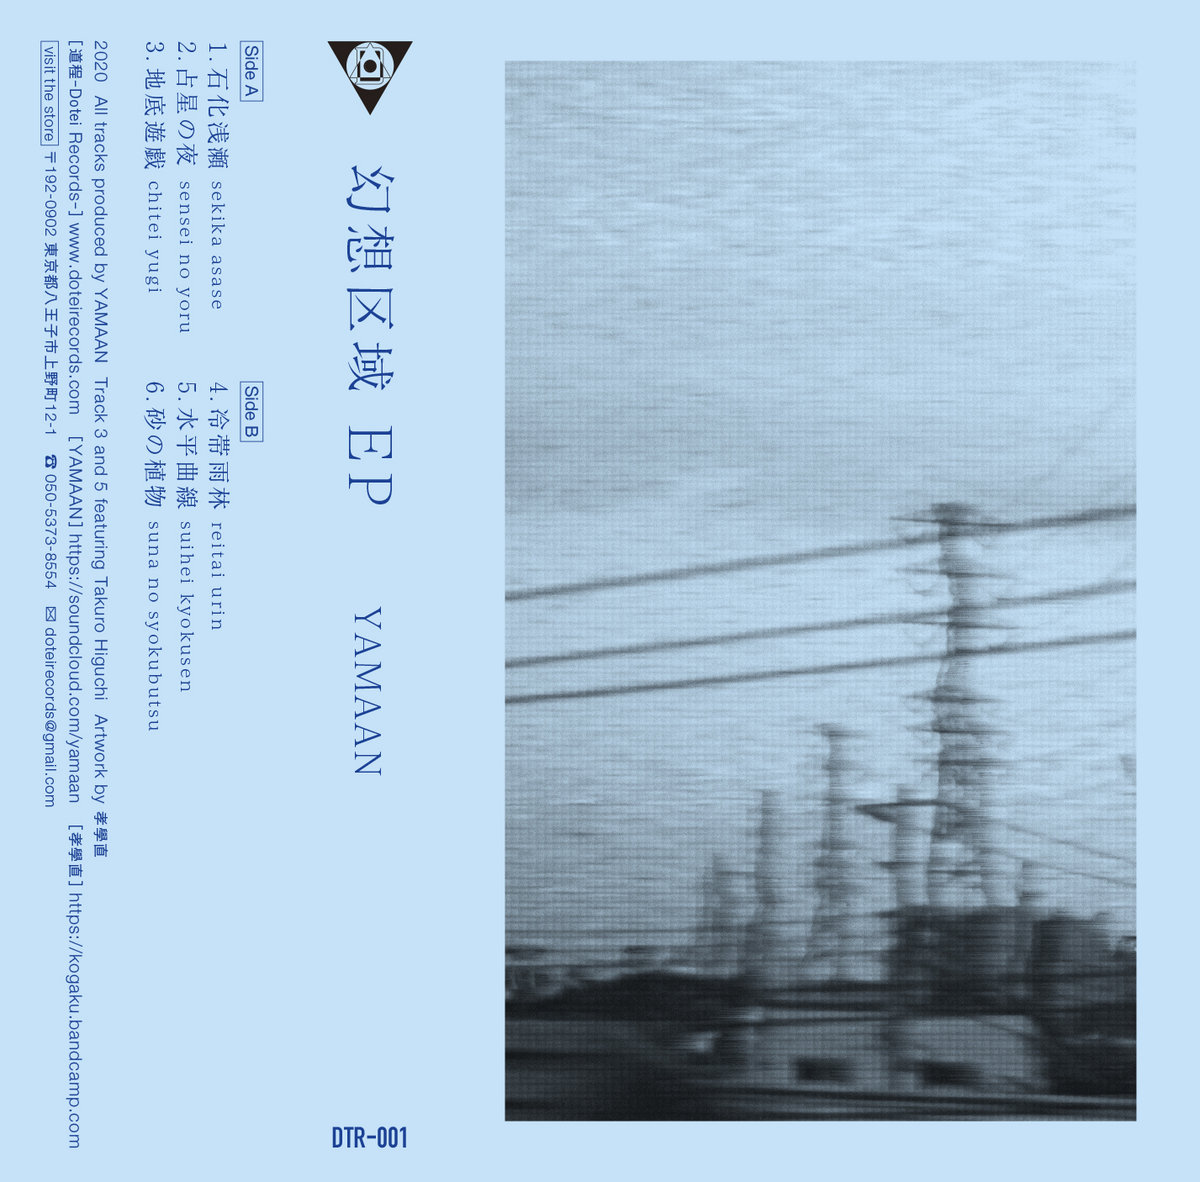 幻想区域 EP YAMAAN
DTR-001
Side A
1. 石化浅瀬 sekika asase
2. 占星の夜 sensei no yoru
3. 地底遊戯 chitei yugi
Side B
4. 冷帯雨林 reitai urin
5. 水平曲線 suihei kyokusen
6. 砂の植物 suna no syokubutsu
2020 All tracks produced by YAMAAN Track 3 and 5 featuring Takuro Higuchi Artwork by 孝學直
[道程-Dotei Records-] www.doteirecords.com [YAMAAN] https://soundcloud.com/yamaan [孝學直] https://kogaku.bandcamp.com
visit the store 〒192-0902 東京都八王子市上野町12-1 ☎ 050-5373-8554 ✉ doteirecords@gmail.com